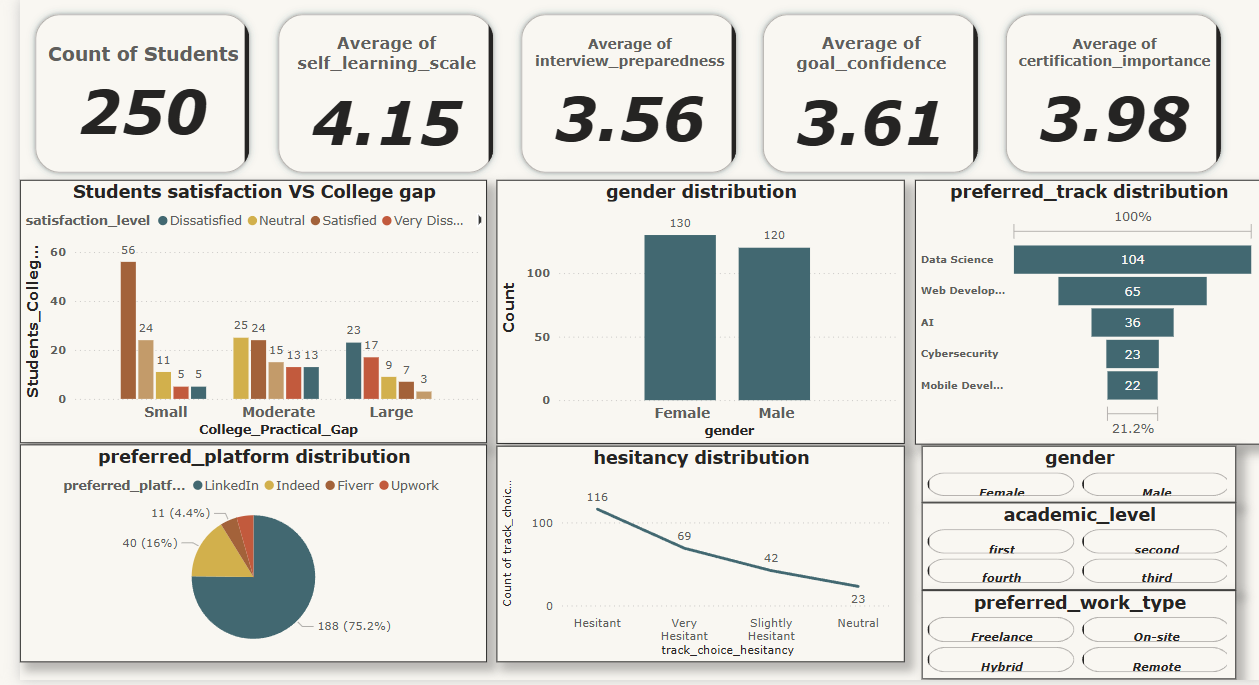 Count of Students
250
Average of
self_learning_scale
4.15
Average of
interview_preparedness
3.56
Average of
goal_confidence
3.61
Average of
certification_importance
3.98
Students satisfaction VS College gap
satisfaction_level Dissatisfied Neutral Satisfied Very Diss...
Students_Colleg...
60
40
20
0
56 24 11 5 5
25 24 15 13 13
23 17 9 7 3
Small Moderate Large
College_Practical_Gap
gender distribution
Count
100
50
0
130 120
Female Male
gender
preferred_track distribution
100%
Data Science 104
Web Develop... 65
AI 36
Cybersecurity 23
Mobile Devel... 22
21.2%
preferred_platform distribution
preferred_platf... LinkedIn Indeed Fiverr Upwork
11 (4.4%)
40 (16%)
188 (75.2%)
hesitancy distribution
Count of track_choic...
100
0
116
69
42
23
Hesitant Very Hesitant Slightly Hesitant Neutral
track_choice_hesitancy
gender
Female Male
academic_level
first second
fourth third
preferred_work_type
Freelance On-site
Hybrid Remote